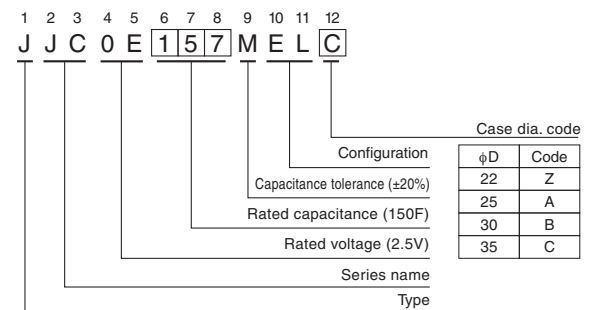 1 2 3 4 5 6 7 8 9 10 11 12
J J C 0 E 1 5 7 M E L C
Case dia. code
Configuration
Capacitance tolerance (±20%)
Rated capacitance (150F)
Rated voltage (2.5V)
Series name
Type
φD Code
22 Z
25 A
30 B
35 C